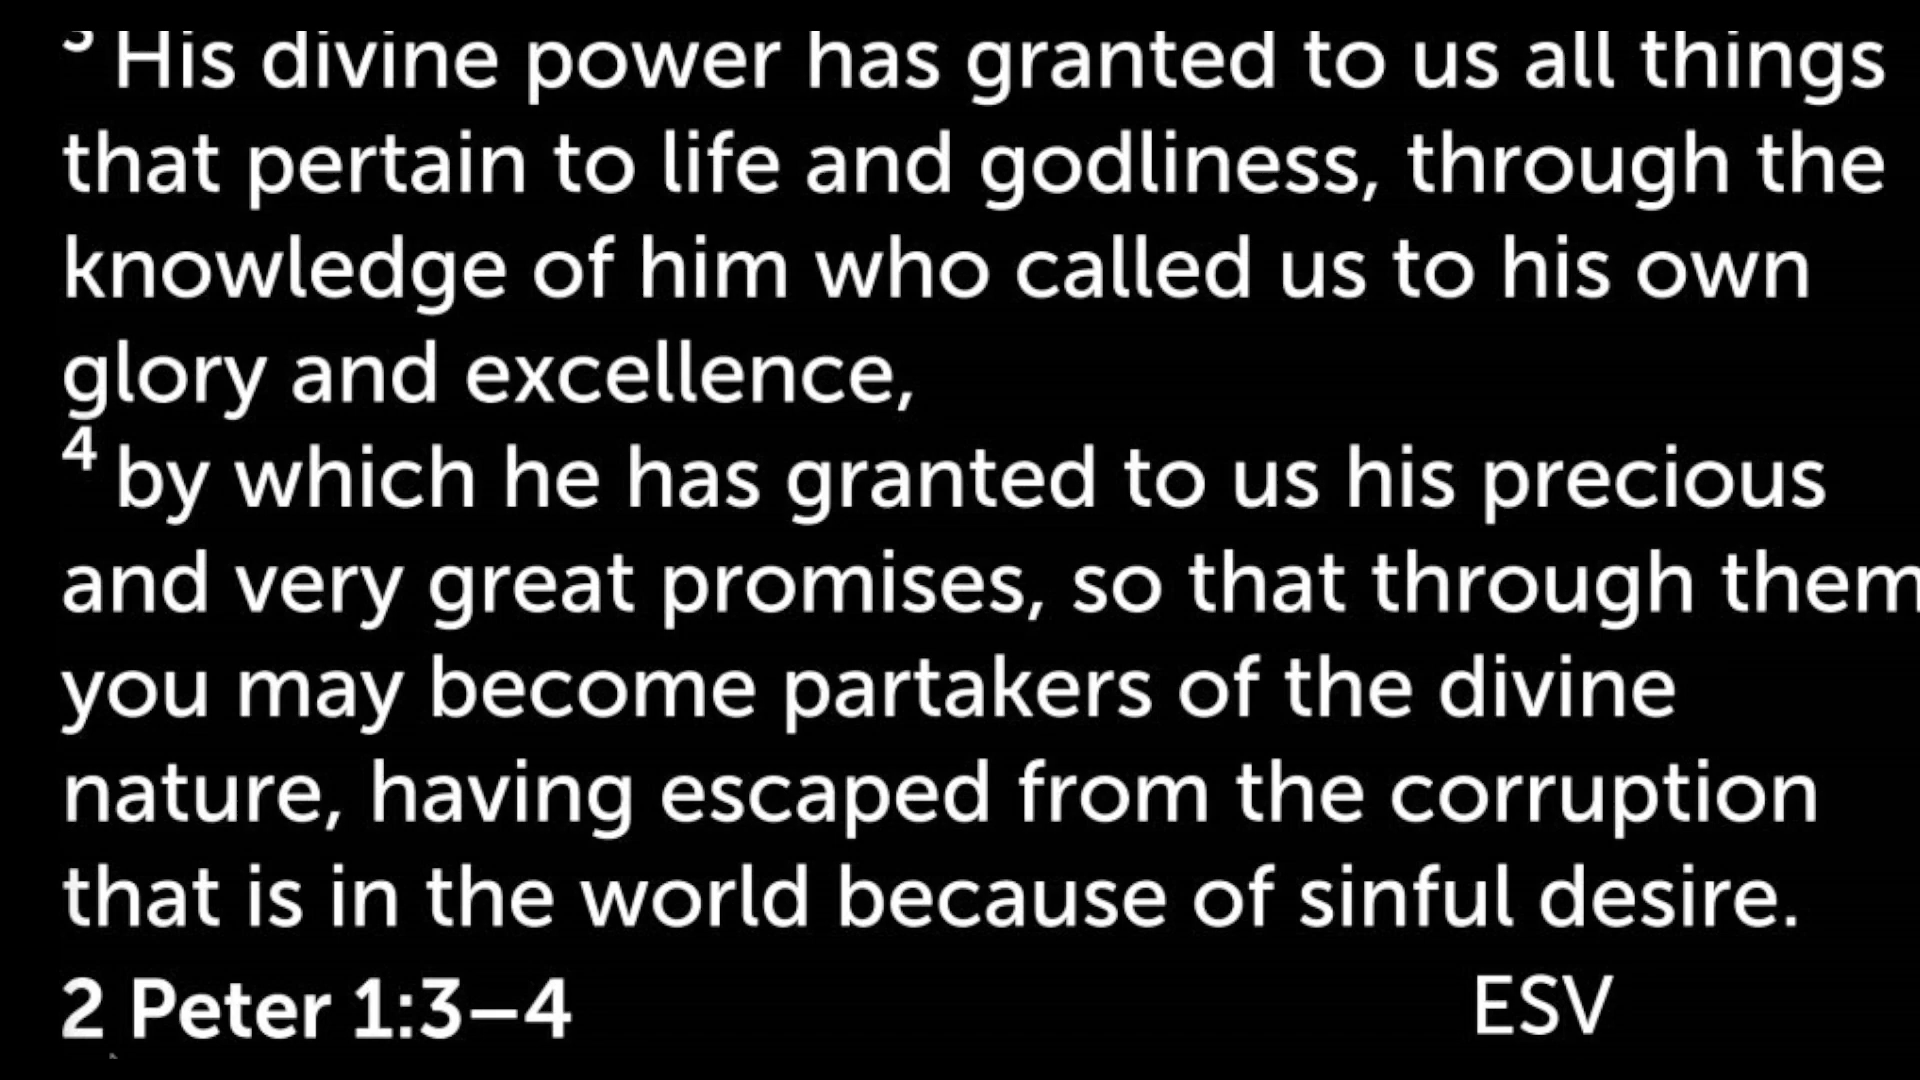 3 His divine power has granted to us all things
that pertain to life and godliness, through the
knowledge of him who called us to his own
glory and excellence,
4 by which he has granted to us his precious
and very great promises, so that through them
you may become partakers of the divine
nature, having escaped from the corruption
that is in the world because of sinful desire.
2 Peter 1:3–4 ESV